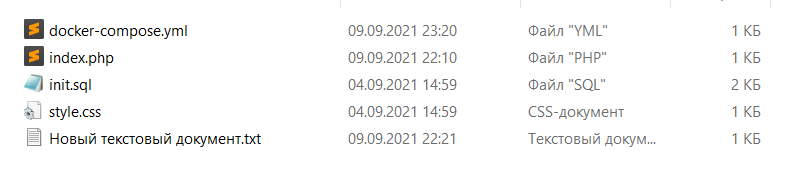 docker-compose.yml 09.09.2021 23:20 Файл "YML" 1 КБ
index.php 09.09.2021 22:10 Файл "PHP" 1 КБ
init.sql 04.09.2021 14:59 Файл "SQL" 2 КБ
style.css 04.09.2021 14:59 CSS-документ 1 КБ
Новый текстовый документ.txt 09.09.2021 22:21 Текстовый докум... 1 КБ